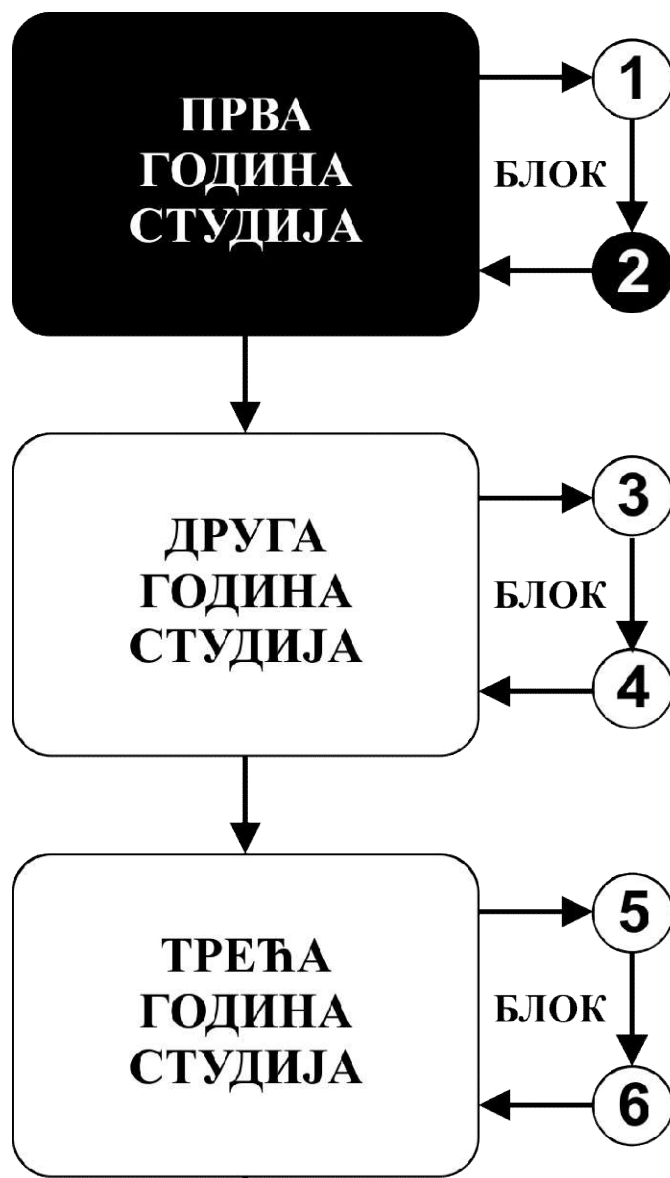 ПРВА
ГОДИНА
СТУДИЈА
1
БЛОК
2
ДРУГА
ГОДИНА
СТУДИЈА
3
БЛОК
4
ТРЕЋА
ГОДИНА
СТУДИЈА
5
БЛОК
6